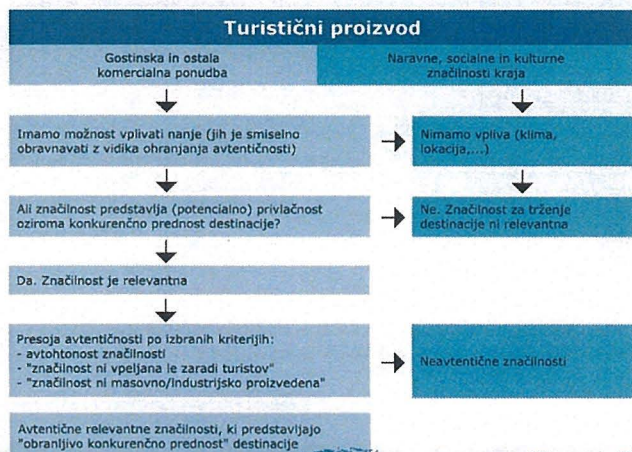 Turistični proizvod
Gostinska in ostala
komercialna ponudba
Naravne, socialne in kulturne
značilnosti kraja
Imamo možnost vplivati nanje (jih je smiselno
obravnavati z vidika ohranjanja avtentičnosti)
Nimamo vpliva (klima,
lokacija,...)
Ali značilnost predstavlja (potencialno) privlačnost
oziroma konkurenčno prednost destinacije?
Ne. Značilnost za trženje
destinacije ni relevantna
Da. Značilnost je relevantna
Presoja avtentičnosti po izbranih kriterijih:
- avtohtonost značilnosti
- "značilnost ni vpeljana le zaradi turistov"
- "značilnost ni masovno/industrijsko proizvedena"
Neavtentične značilnosti
Avtentične relevantne značilnosti, ki predstavljajo
"obranljivo konkurenčno prednost" destinacije